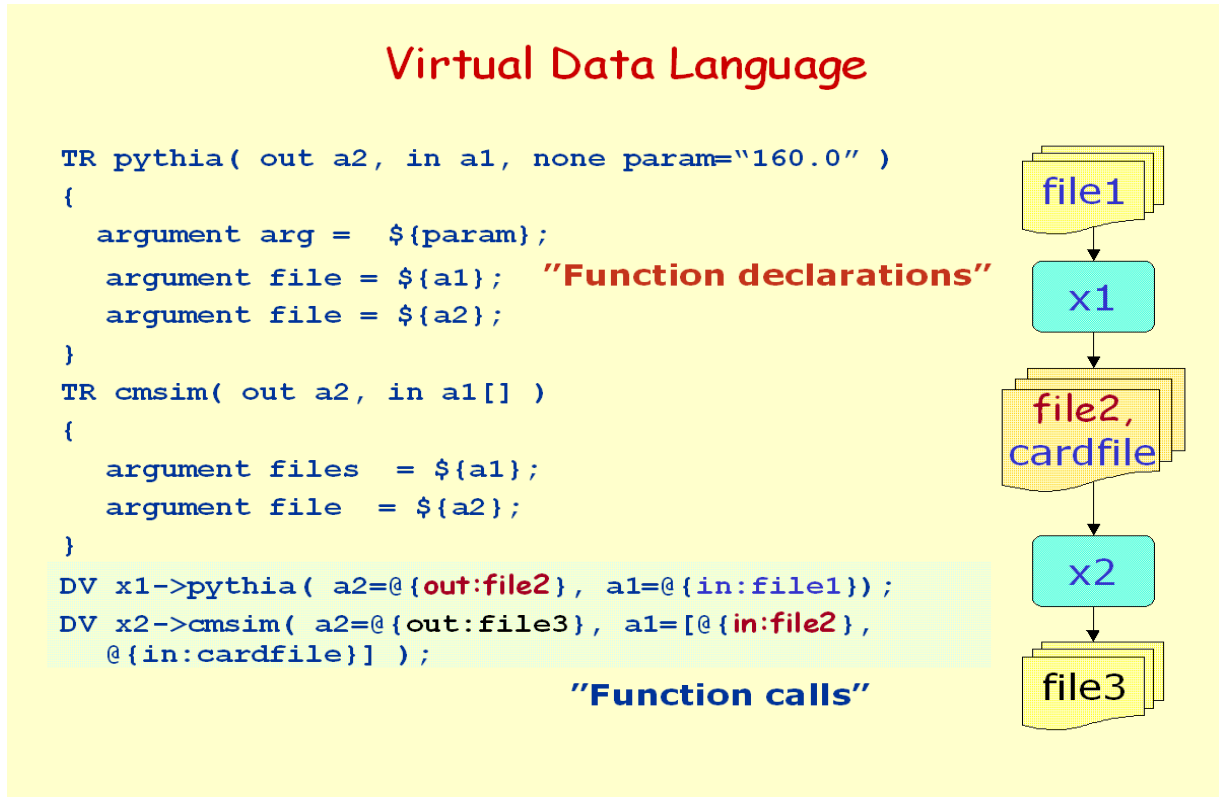 Virtual Data Language
TR pythia( out a2, in a1, none param=“160.0” )
{
argument arg =  ${param};
argument file = ${a1};
”Function declarations”
argument file = ${a2};
}
TR cmsim( out a2, in a1[] )
{
argument files  = ${a1};
argument file  = ${a2};
}
DV x1->pythia( a2=@{out:file2}, a1=@{in:file1});
DV x2->cmsim( a2=@{out:file3}, a1=[@{in:file2},
@{in:cardfile}] );
”Function calls”
file1
x1
file2,
cardfile
x2
file3